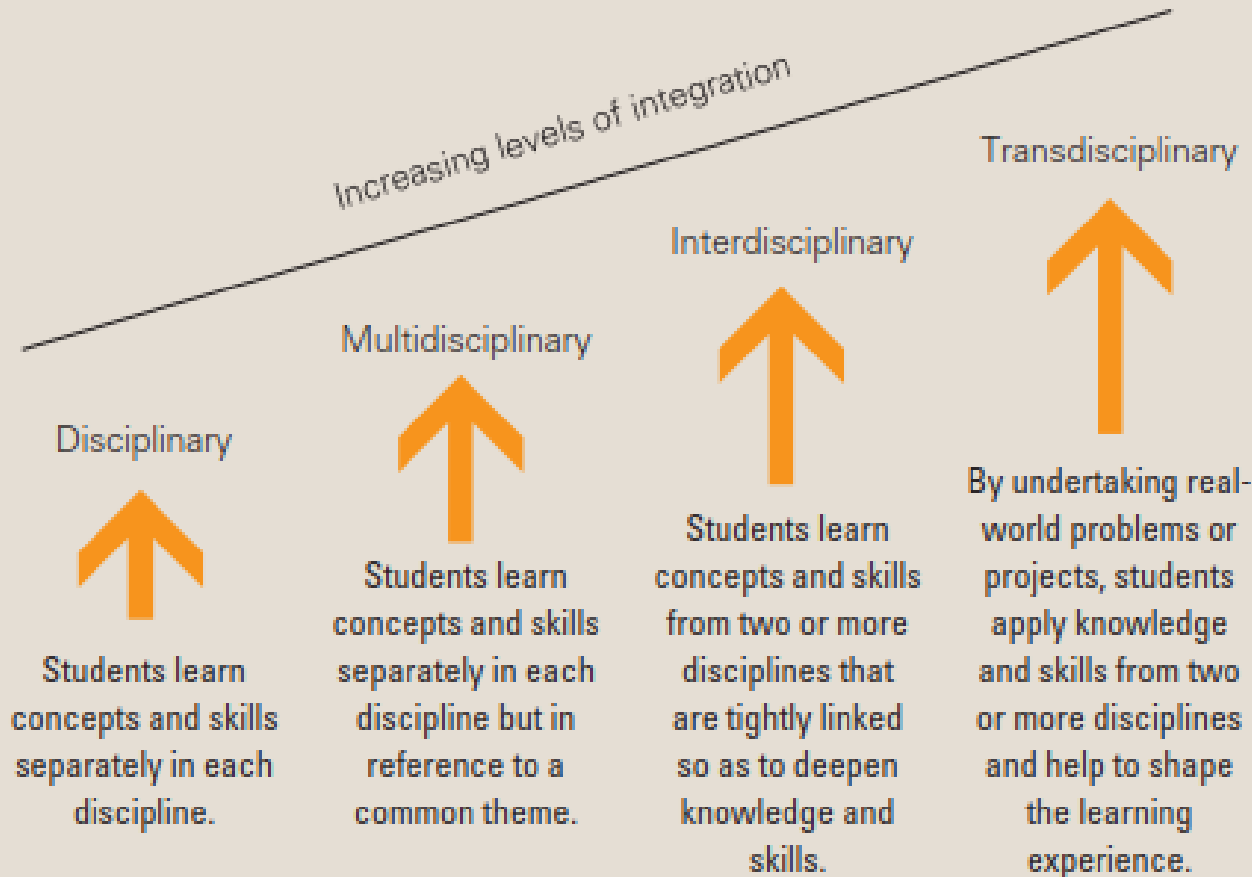 Increasing levels of integration
Disciplinary
Students learn
concepts and skills
separately in each
discipline.
Multidisciplinary
Students learn
concepts and skills
separately in each
discipline but in
reference to a
common theme.
Interdisciplinary
Students learn
concepts and skills
from two or more
disciplines that
are tightly linked
so as to deepen
knowledge and
skills.
Transdisciplinary
By undertaking real-
world problems or
projects, students
apply knowledge
and skills from two
or more disciplines
and help to shape
the learning
experience.